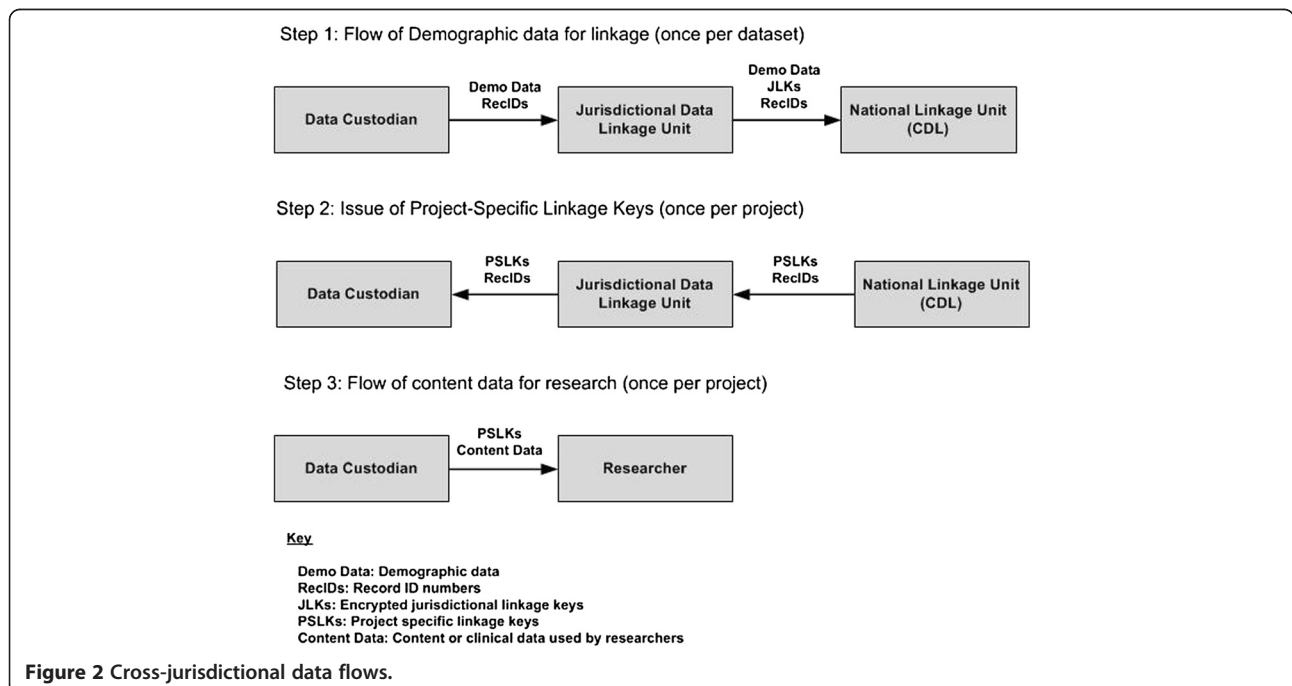 Step 1: Flow of Demographic data for linkage (once per dataset)
Data Custodian
Demo Data
RecIDs
Jurisdictional Data
Linkage Unit
Demo Data
JLKs
RecIDs
National Linkage Unit
(CDL)
Step 2: Issue of Project-Specific Linkage Keys (once per project)
Data Custodian
PSLKs
RecIDs
Jurisdictional Data
Linkage Unit
PSLKs
RecIDs
National Linkage Unit
(CDL)
Step 3: Flow of content data for research (once per project)
Data Custodian
PSLKs
Content Data
Researcher
Key
Demo Data: Demographic data
RecIDs: Record ID numbers
JLKs: Encrypted jurisdictional linkage keys
PSLKs: Project specific linkage keys
Content Data: Content or clinical data used by researchers
Figure 2 Cross-jurisdictional data flows.